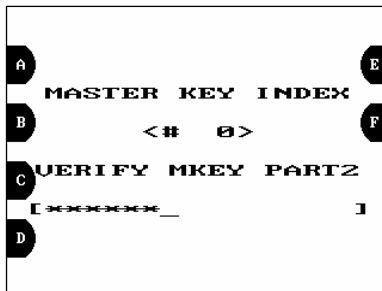 A
E
MASTER KEY INDEX
B
F
<# 0>
VERIFY MKEY PART2
C
[******_ ]
D